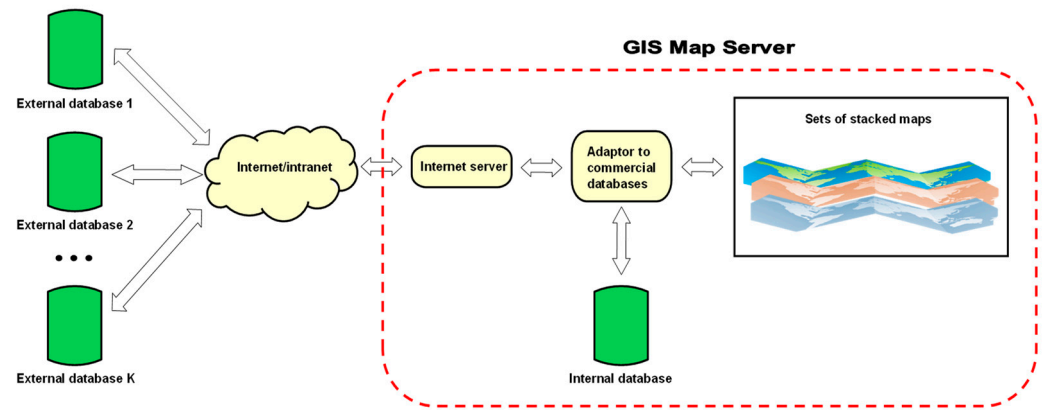 GIS Map Server
External database 1
External database 2
• • •
External database K
Internet/intranet
Internet server
Adaptor to
commercial
databases
Internal database
Sets of stacked maps